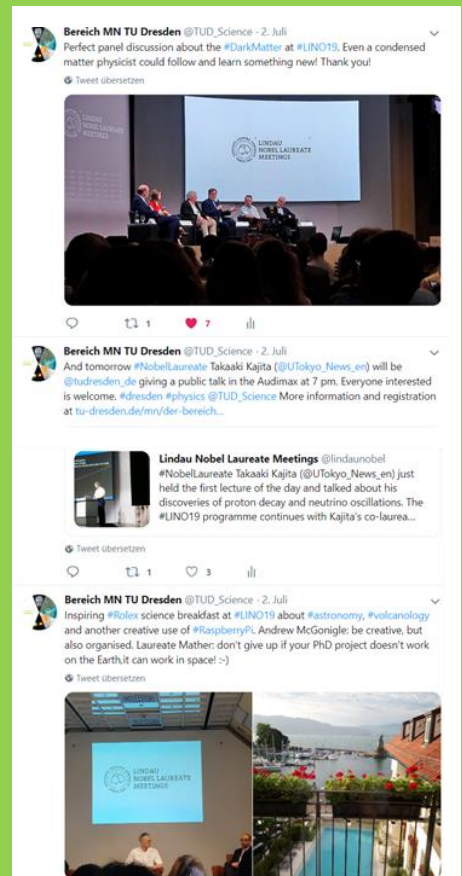 Bereich MN TU Dresden @TUD_Science · 2. Juli
Perfect panel discussion about the #DarkMatter at #LINO19. Even a condensed
matter physicist could follow and learn something new! Thank you!
Tweet übersetzen
LINDAU
NOBEL LAUREATE
MEETINGS
LINDAU
NOBEL LAUREATE
MEETINGS
1 7
Bereich MN TU Dresden @TUD_Science · 2. Juli
And tomorrow #NobelLaureate Takaaki Kajita (@UTokyo_News_en) will be
@tudresden_de giving a public talk in the Audimax at 7 pm. Everyone interested
is welcome. #dresden #physics @TUD_Science More information and registration
at tu-dresden.de/mn/der-bereich...
Lindau Nobel Laureate Meetings @lindaunobel
#NobelLaureate Takaaki Kajita (@UTokyo_News_en) just
held the first lecture of the day and talked about his
discoveries of proton decay and neutrino oscillations. The
#LINO19 programme continues with Kajita's co-laurea...
Tweet übersetzen
1 3
Bereich MN TU Dresden @TUD_Science · 2. Juli
Inspiring #Rolex science breakfast at #LINO19 about #astronomy, #volcanology
and another creative use of #RaspberryPi. Andrew McGonigle: be creative, but
also organised. Laureate Mather: don't give up if your PhD project doesn't work
on the Earth,it can work in space! :-)
Tweet übersetzen
LINDAU
NOBEL LAUREATE
MEETINGS